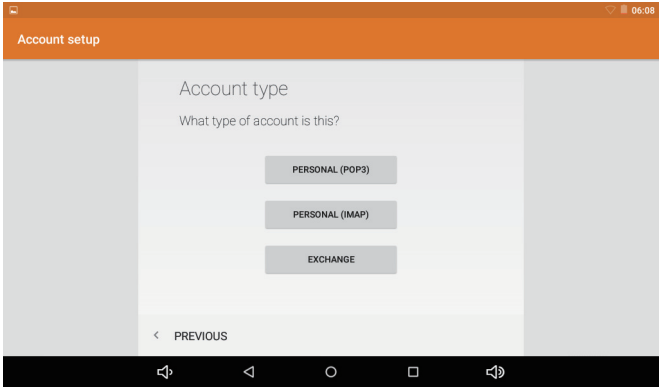 06:08
Account setup
Account type
What type of account is this?
PERSONAL (POP3)
PERSONAL (IMAP)
EXCHANGE
PREVIOUS